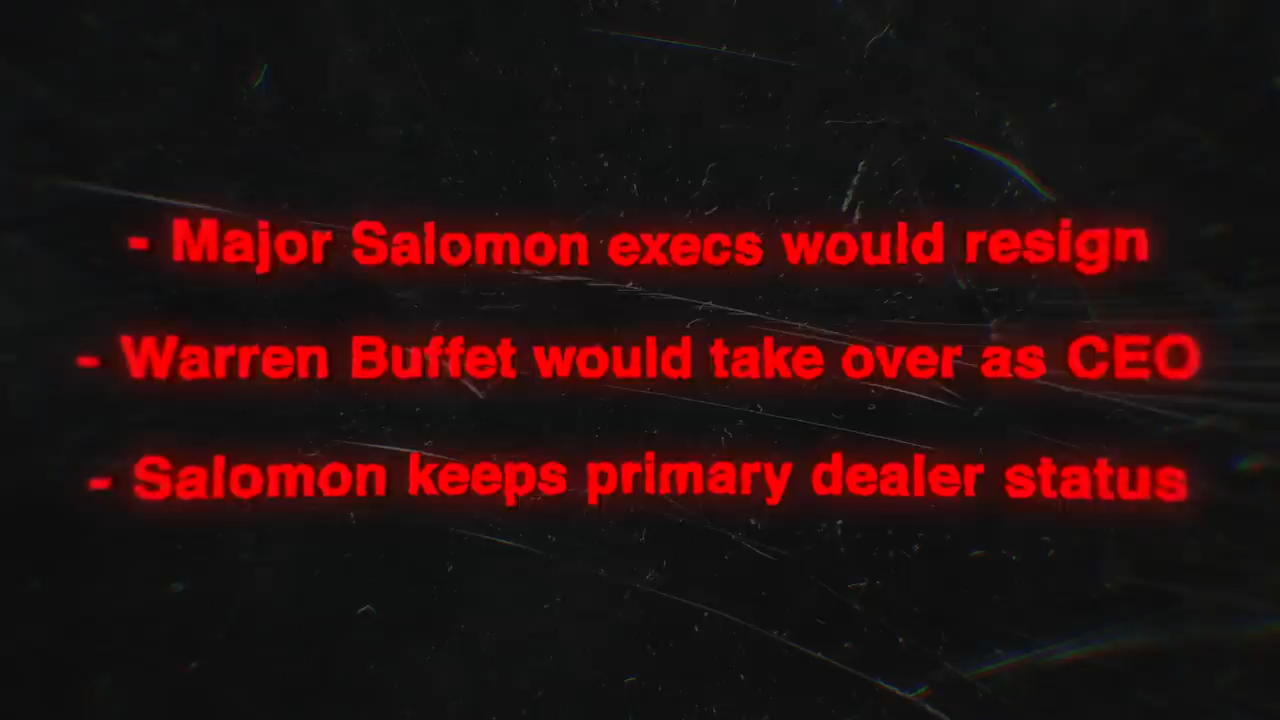 - Major Salomon execs would resign
- Warren Buffet would take over as CEO
- Salomon keeps primary dealer status